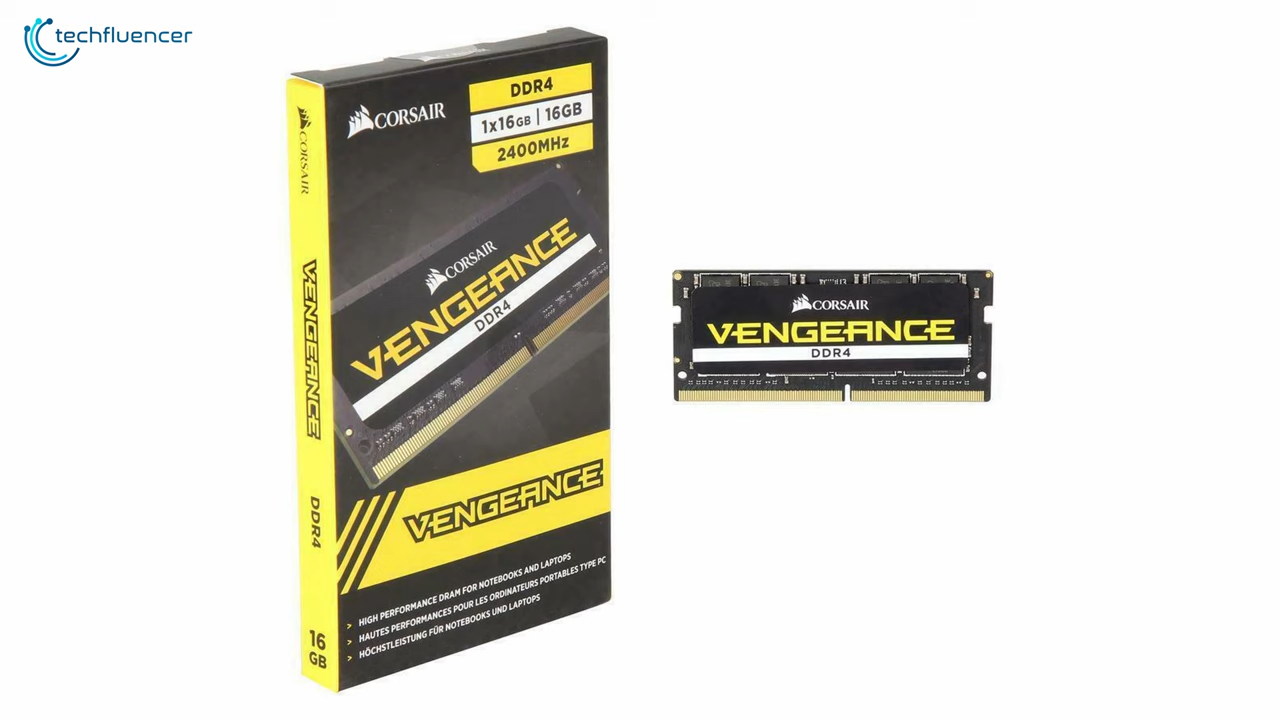 techfluencer
CORSAIR
DDR4
1x16GB | 16GB
2400MHz
CORSAIR
VENGEANCE
DDR4
VENGEANCE
> HIGH PERFORMANCE DRAM FOR NOTEBOOKS AND LAPTOPS
> HAUTES PERFORMANCES POUR LES ORDINATEURS PORTABLES TYPE PC
> HÖCHSTLEISTUNG FÜR NOTEBOOKS UND LAPTOPS
CORSAIR
VENGEANCE
DDR4
16
GB
CORSAIR
VENGEANCE
DDR4